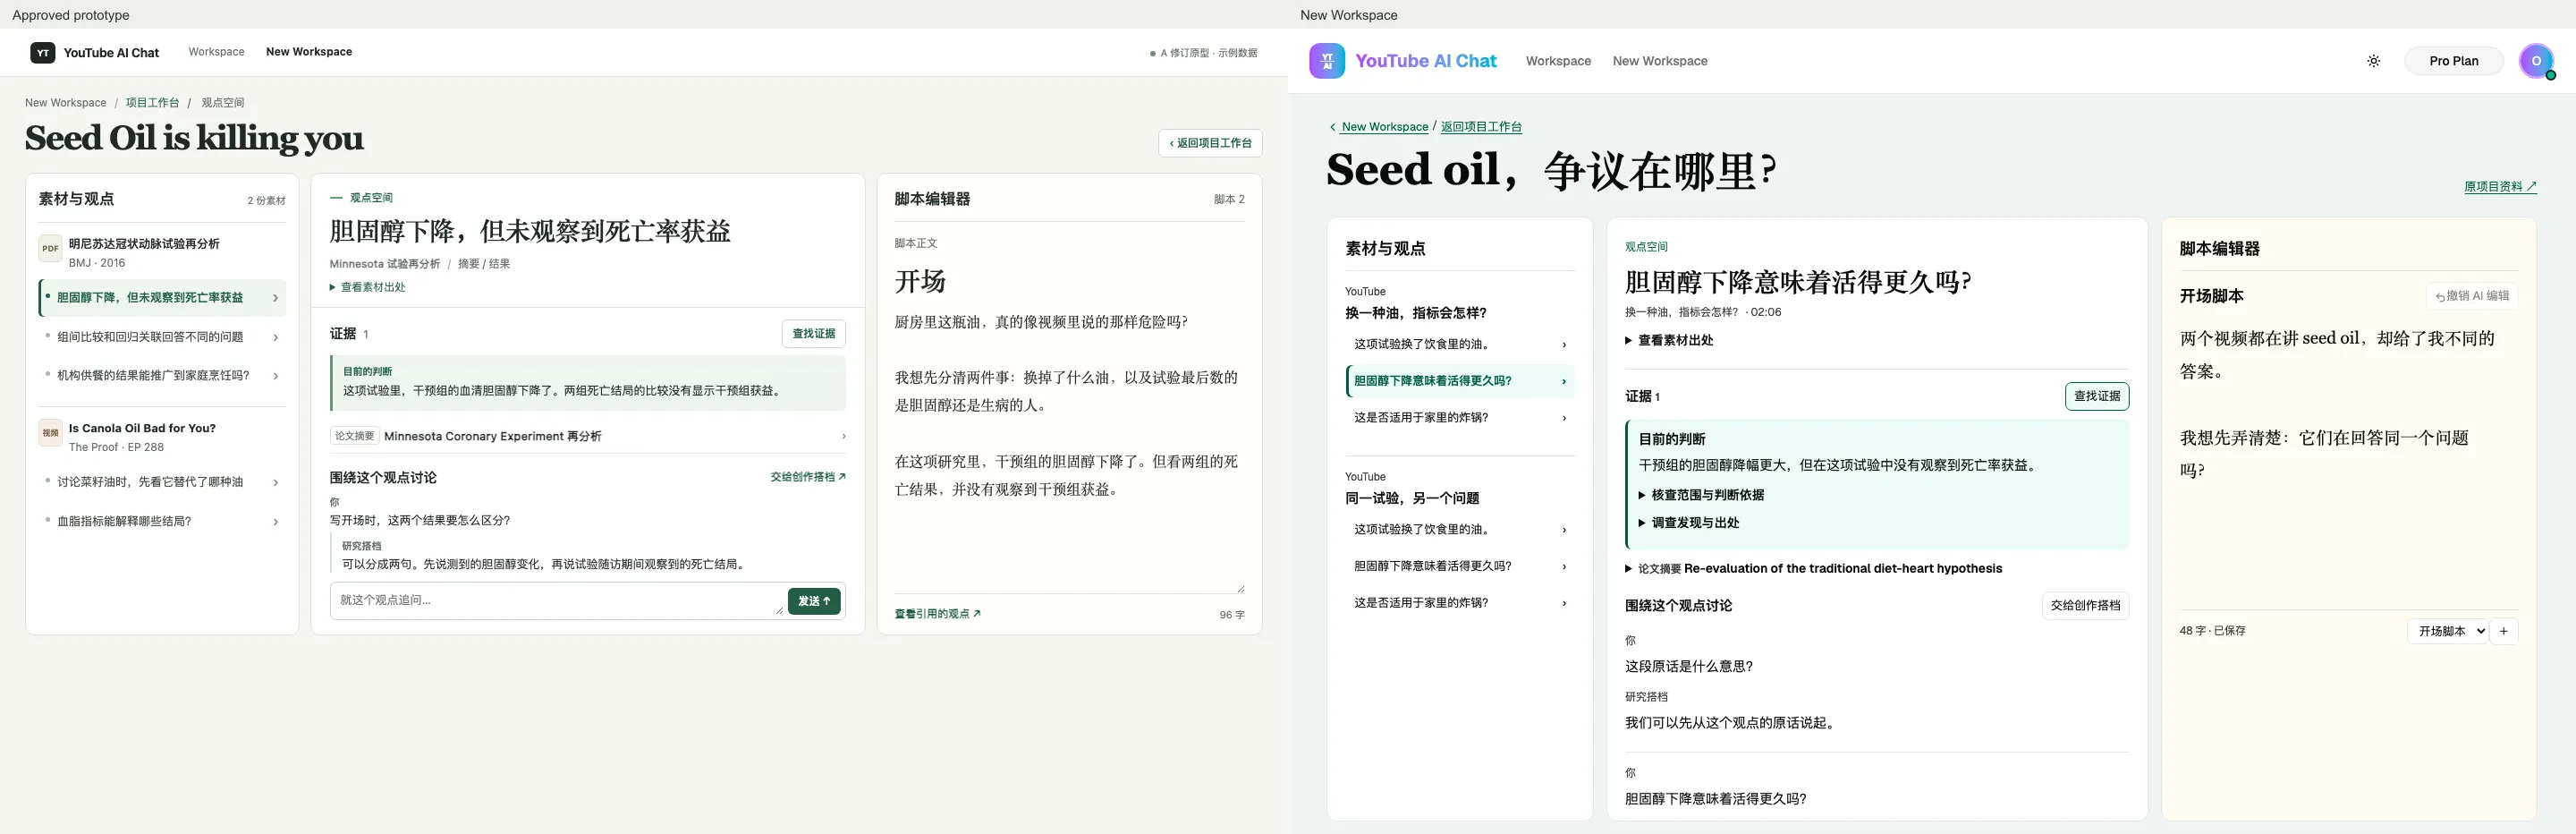 Approved prototype
YT
YouTube AI Chat
Workspace
New Workspace
A 修订原型 · 示例数据
New Workspace / 项目工作台 / 观点空间
Seed Oil is killing you
‹ 返回项目工作台
素材与观点
2 份素材
PDF
明尼苏达冠状动脉试验再分析
BMJ · 2016
胆固醇下降，但未观察到死亡率获益 ›
组间比较和回归关联回答不同的问题 ›
机构供餐的结果能推广到家庭烹饪吗? ›
视频
Is Canola Oil Bad for You?
The Proof · EP 288
讨论菜籽油时，先看它替代了哪种油 ›
血脂指标能解释哪些结局? ›
观点空间
胆固醇下降，但未观察到死亡率获益
Minnesota 试验再分析 / 摘要 / 结果
▶ 查看素材出处
证据 1
查找证据
目前的判断
这项试验里，干预组的血清胆固醇下降了。两组死亡结局的比较没有显示干预组获益。
论文摘要 Minnesota Coronary Experiment 再分析 ›
围绕这个观点讨论
交给创作搭档 ↗
你
写开场时，这两个结果要怎么区分?
研究搭档
可以分成两句。先说测到的胆固醇变化，再说试验随访期间观察到的死亡结局。
就这个观点追问...
发送 ↑
脚本编辑器
脚本 2
脚本正文
开场
厨房里这瓶油，真的像视频里说的那样危险吗?
我想先分清两件事：换掉了什么油，以及试验最后数的
是胆固醇还是生病的人。
在这项研究里，干预组的胆固醇下降了。但看两组的死
亡结果，并没有观察到干预组获益。
查看引用的观点 ↗
96 字
New Workspace
YT
AI
YouTube AI Chat
Workspace
New Workspace
Pro Plan
O
‹ New Workspace / 返回项目工作台
Seed oil，争议在哪里?
原项目资料 ↗
素材与观点
YouTube
换一种油，指标会怎样?
这项试验换了饮食里的油。 ›
胆固醇下降意味着活得更久吗? ›
这是否适用于家里的炸锅? ›
YouTube
同一试验，另一个问题
这项试验换了饮食里的油。 ›
胆固醇下降意味着活得更久吗? ›
这是否适用于家里的炸锅? ›
观点空间
胆固醇下降意味着活得更久吗?
换一种油，指标会怎样? · 02:06
▶ 查看素材出处
证据 1
查找证据
目前的判断
干预组的胆固醇降幅更大，但在这项试验中没有观察到死亡率获益。
▶ 核查范围与判断依据
▶ 调查发现与出处
▶ 论文摘要 Re-evaluation of the traditional diet-heart hypothesis
围绕这个观点讨论
交给创作搭档
你
这段原话是什么意思?
研究搭档
我们可以先从这个观点的原话说起。
你
胆固醇下降意味着活得更久吗?
脚本编辑器
开场脚本
撤销 AI 编辑
两个视频都在讲 seed oil，却给了我不同的
答案。
我想先弄清楚：它们在回答同一个问题
吗?
48 字 · 已保存
开场脚本
+